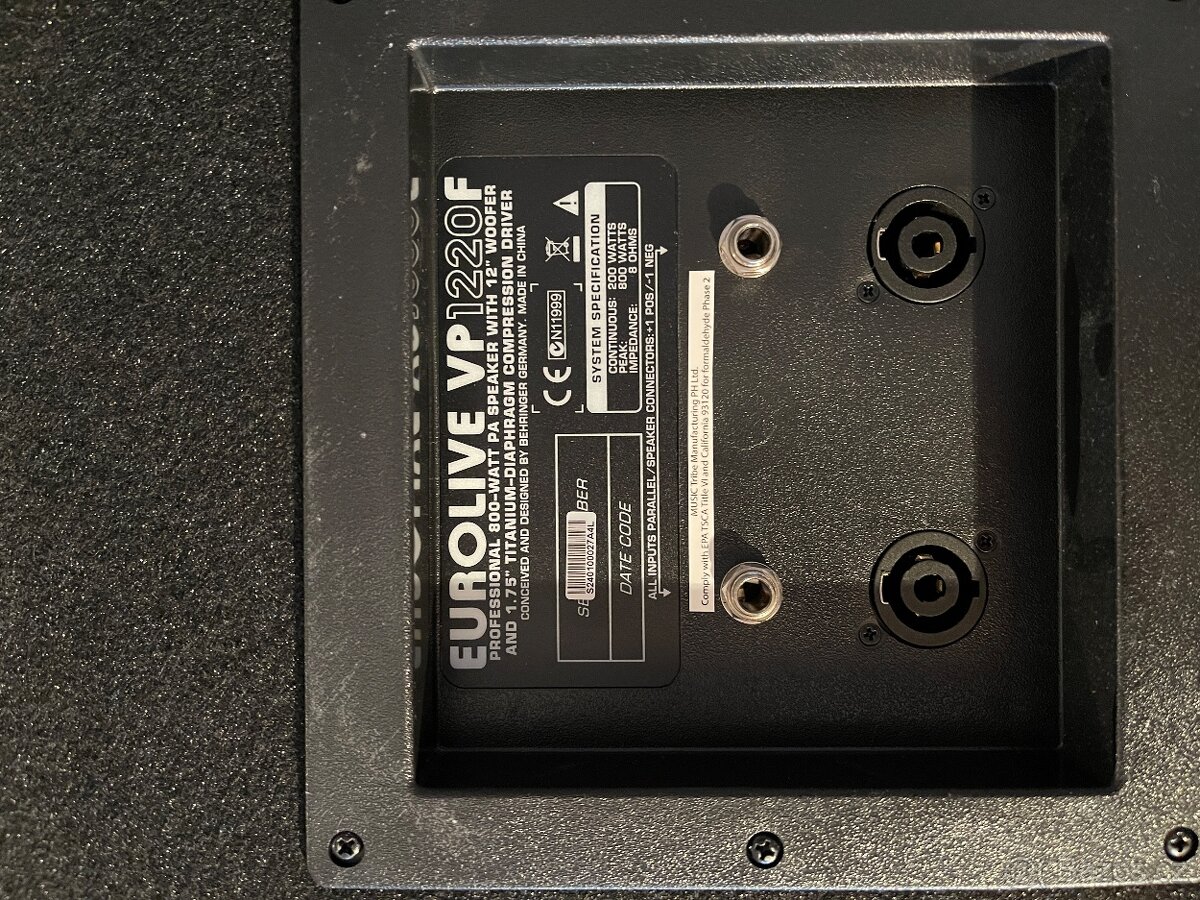 EUROLIVE VP1220F
PROFESSIONAL 800-WATT PA SPEAKER WITH 12" WOOFER
AND 1.75" TITANIUM-DIAPHRAGM COMPRESSION DRIVER
CONCEIVED AND DESIGNED BY BEHRINGER GERMANY. MADE IN CHINA
CE N11999
SYSTEM SPECIFICATION
CONTINUOUS: 200 WATTS
PEAK: 800 WATTS
IMPEDANCE: 8 OHMS
S240100027A4L
DATE CODE
ALL INPUTS PARALLEL/SPEAKER CONNECTORS:+1 POS/-1 NEG
MUSIC Tribe Manufacturing PH Ltd.
Comply with EPA TSCA Title VI and California 93120 for formaldehyde Phase 2